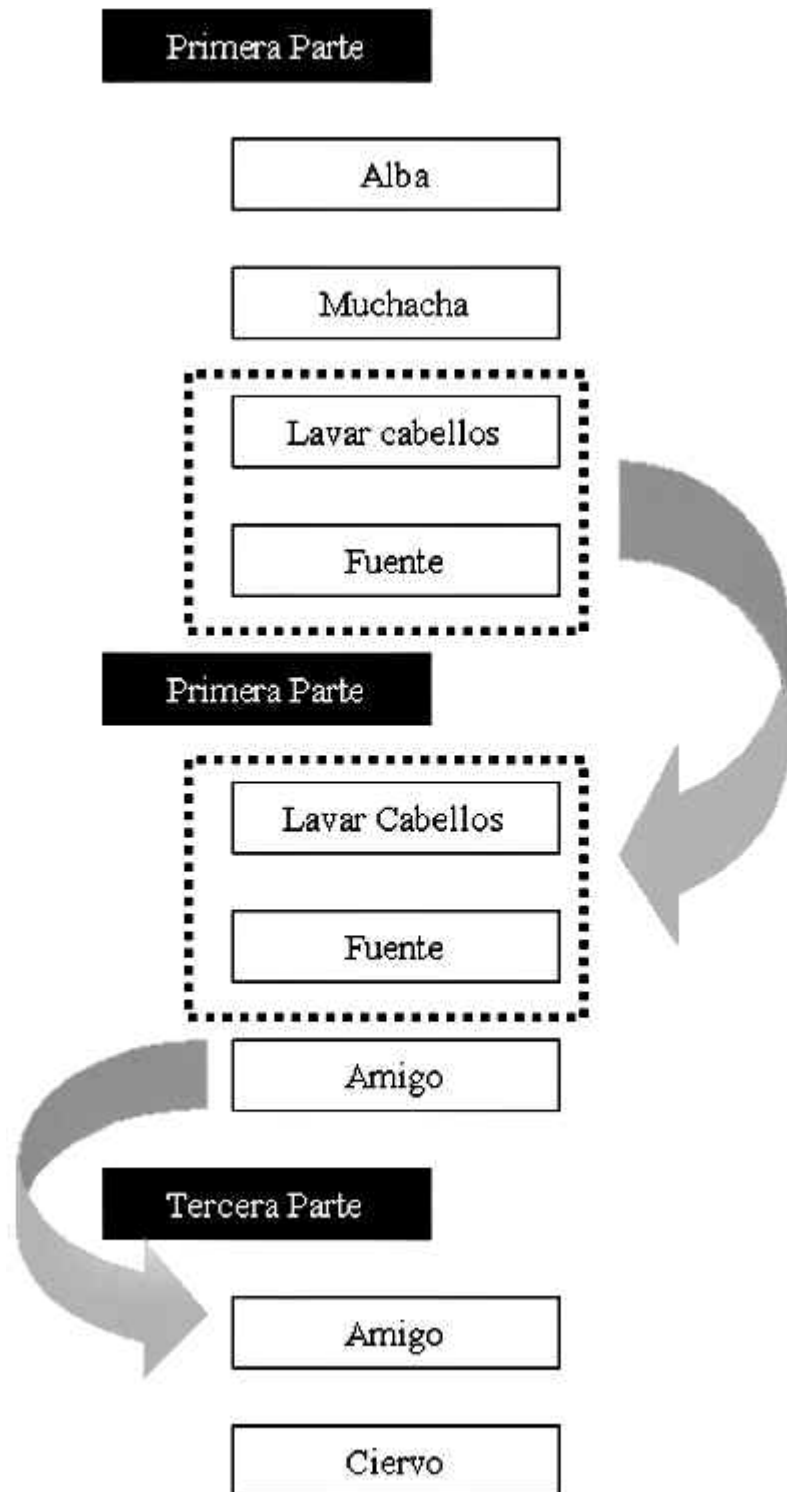 Primera Parte
Alba
Muchacha
Lavar cabellos
Fuente
Primera Parte
Lavar Cabellos
Fuente
Amigo
Tercera Parte
Amigo
Ciervo